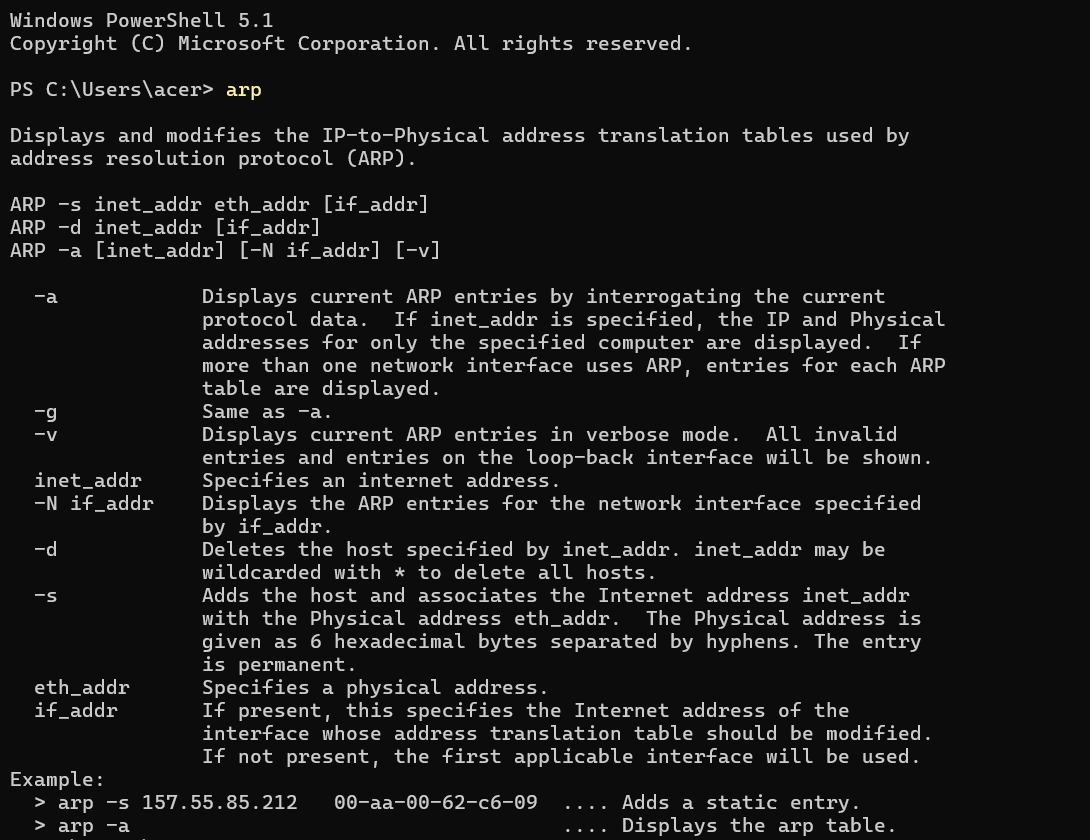 Windows PowerShell 5.1
Copyright (C) Microsoft Corporation. All rights reserved.
PS C:\Users\acer> arp
Displays and modifies the IP-to-Physical address translation tables used by
address resolution protocol (ARP).
ARP -s inet_addr eth_addr [if_addr]
ARP -d inet_addr [if_addr]
ARP -a [inet_addr] [-N if_addr] [-v]
  -a            Displays current ARP entries by interrogating the current
                protocol data.  If inet_addr is specified, the IP and Physical
                addresses for only the specified computer are displayed.  If
                more than one network interface uses ARP, entries for each ARP
                table are displayed.
  -g            Same as -a.
  -v            Displays current ARP entries in verbose mode.  All invalid
                entries and entries on the loop-back interface will be shown.
  inet_addr     Specifies an internet address.
  -N if_addr    Displays the ARP entries for the network interface specified
                by if_addr.
  -d            Deletes the host specified by inet_addr. inet_addr may be
                wildcarded with * to delete all hosts.
  -s            Adds the host and associates the Internet address inet_addr
                with the Physical address eth_addr.  The Physical address is
                given as 6 hexadecimal bytes separated by hyphens. The entry
                is permanent.
  eth_addr      Specifies a physical address.
  if_addr       If present, this specifies the Internet address of the
                interface whose address translation table should be modified.
                If not present, the first applicable interface will be used.
Example:
  > arp -s 157.55.85.212   00-aa-00-62-c6-09  .... Adds a static entry.
  > arp -a                                    .... Displays the arp table.